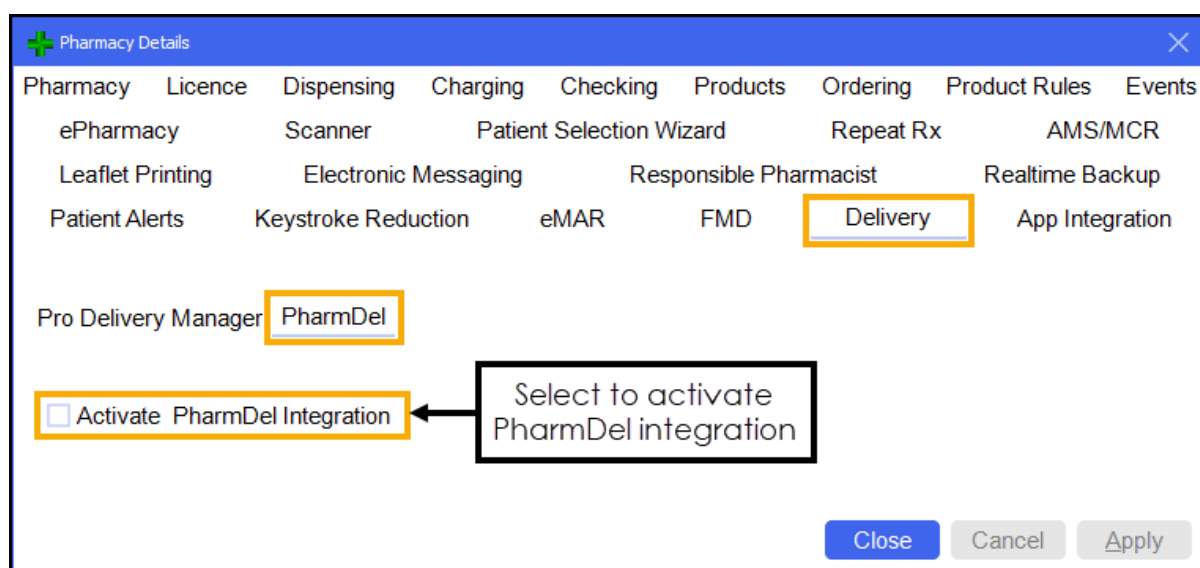 Pharmacy Details
Pharmacy Licence Dispensing Charging Checking Products Ordering Product Rules Events
ePharmacy Scanner Patient Selection Wizard Repeat Rx AMS/MCR
Leaflet Printing Electronic Messaging Responsible Pharmacist Realtime Backup
Patient Alerts Keystroke Reduction eMAR FMD Delivery App Integration
Pro Delivery Manager PharmDel
Activate PharmDel Integration
Select to activate
PharmDel integration
Close Cancel Apply